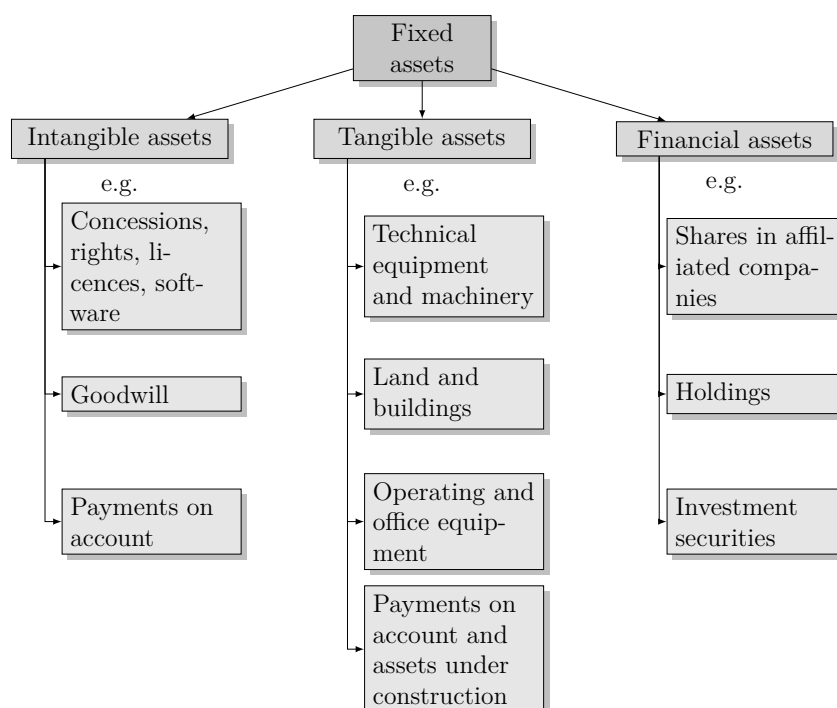 Fixed
assets
Intangible assets
e.g.
Concessions,
rights, li-
cences, soft-
ware
Goodwill
Payments on
account
Tangible assets
e.g.
Technical
equipment
and machinery
Land and
buildings
Operating and
office equip-
ment
Payments on
account and
assets under
construction
Financial assets
e.g.
Shares in affil-
iated compa-
nies
Holdings
Investment
securities